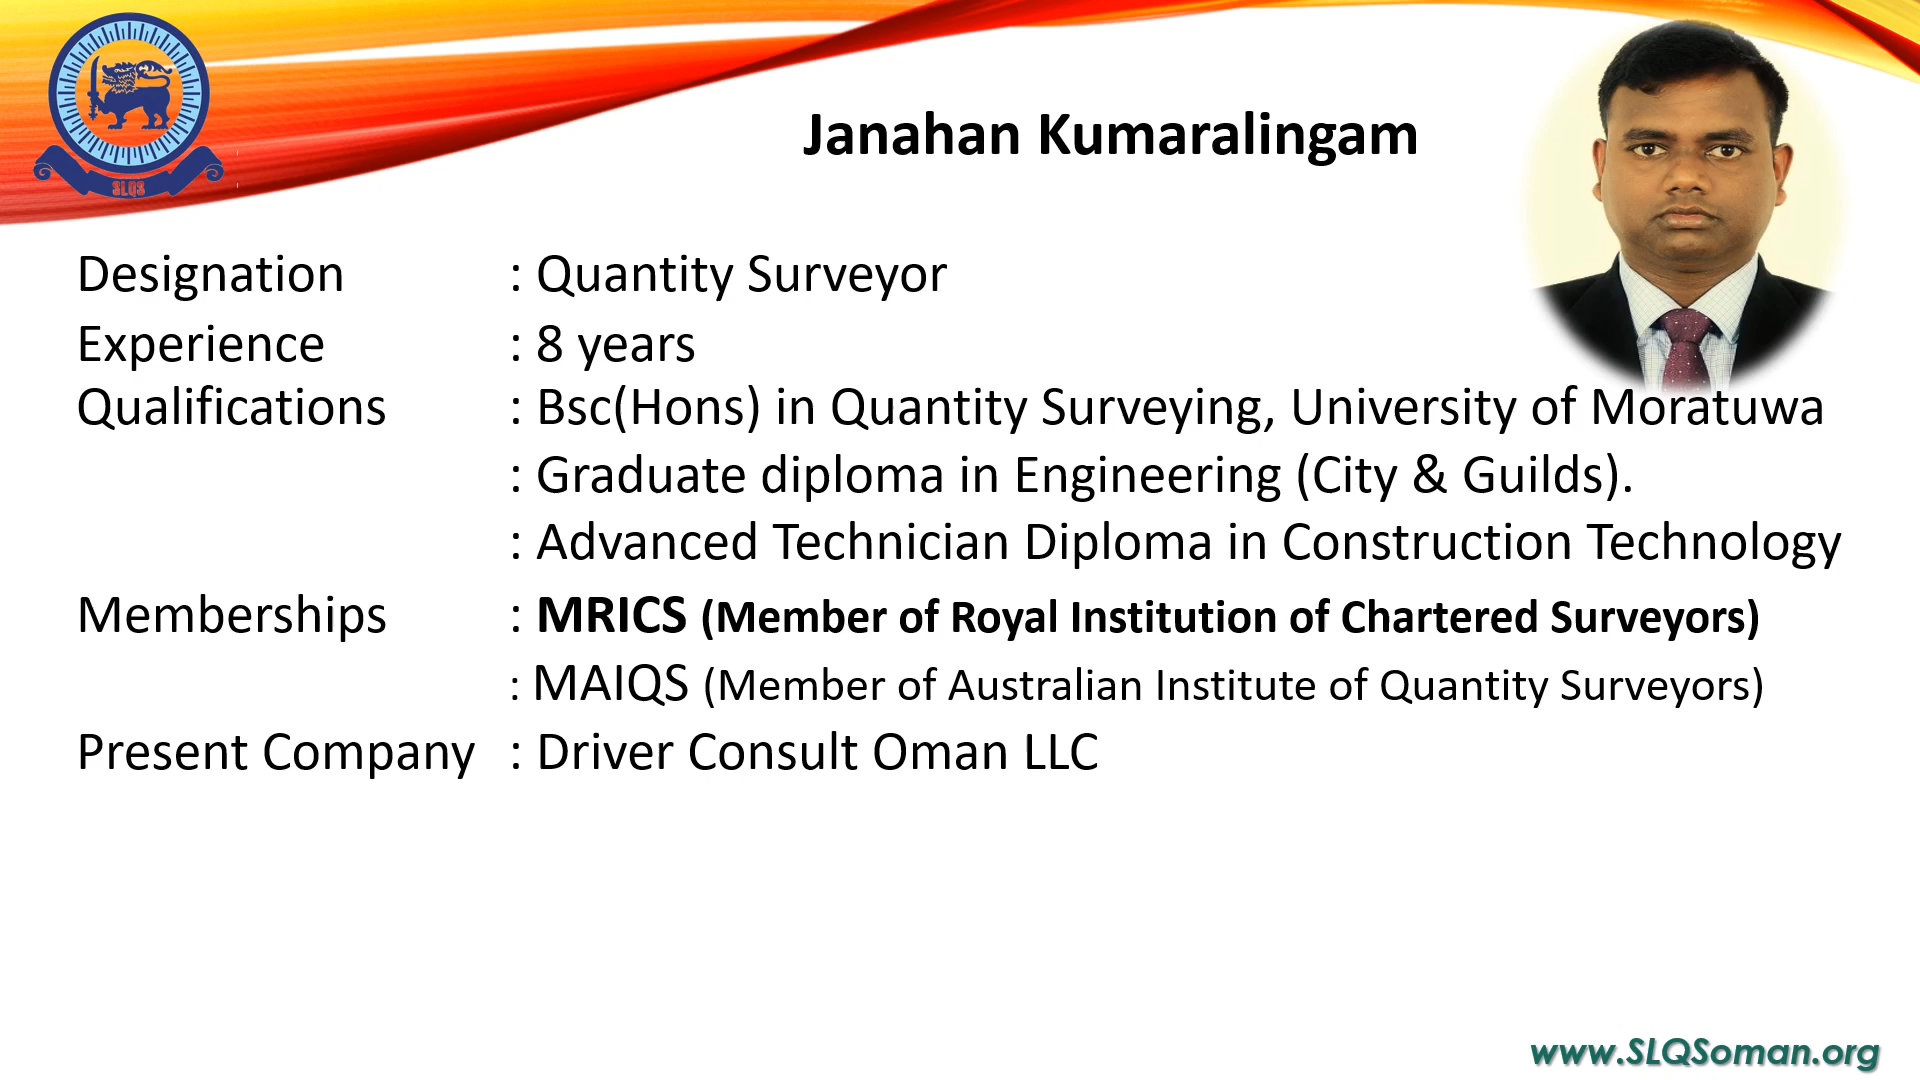 SLQS
Janahan Kumaralingam
Designation : Quantity Surveyor
Experience : 8 years
Qualifications : Bsc(Hons) in Quantity Surveying, University of Moratuwa
: Graduate diploma in Engineering (City & Guilds).
: Advanced Technician Diploma in Construction Technology
Memberships : MRICS (Member of Royal Institution of Chartered Surveyors)
: MAIQS (Member of Australian Institute of Quantity Surveyors)
Present Company : Driver Consult Oman LLC
www.SLQSoman.org